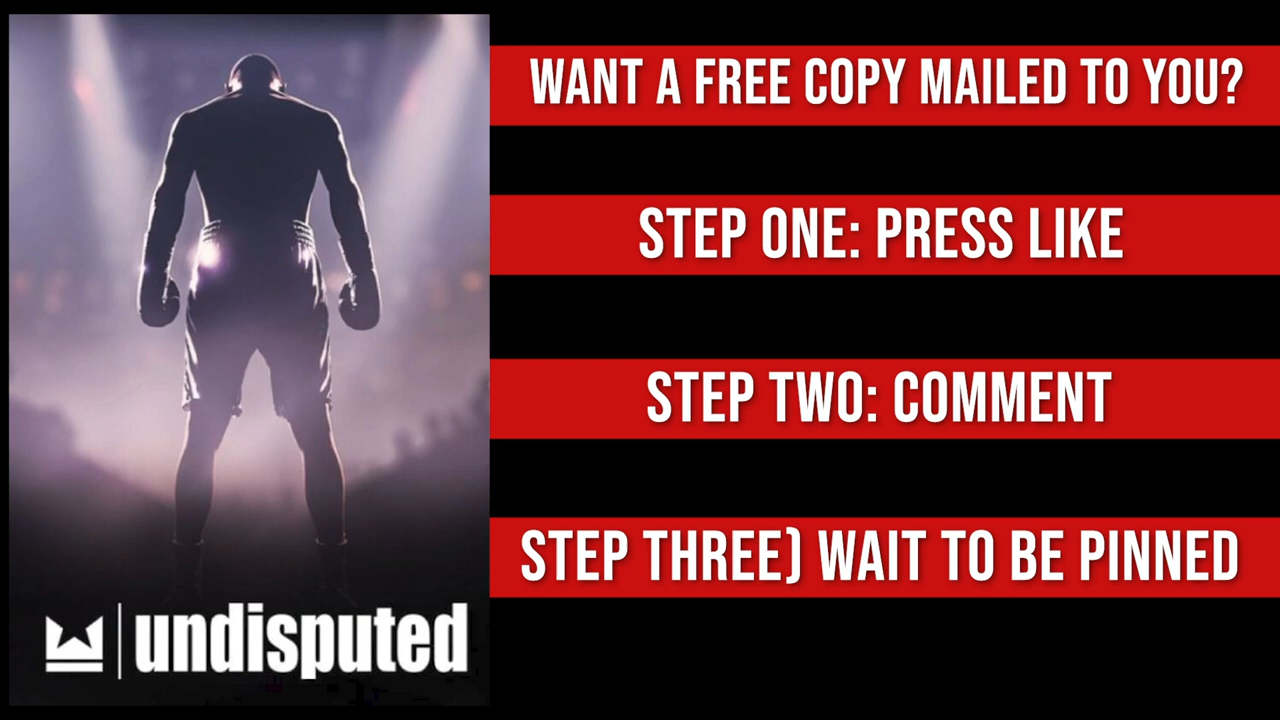 WANT A FREE COPY MAILED TO YOU?
STEP ONE: PRESS LIKE
STEP TWO: COMMENT
STEP THREE) WAIT TO BE PINNED
undisputed